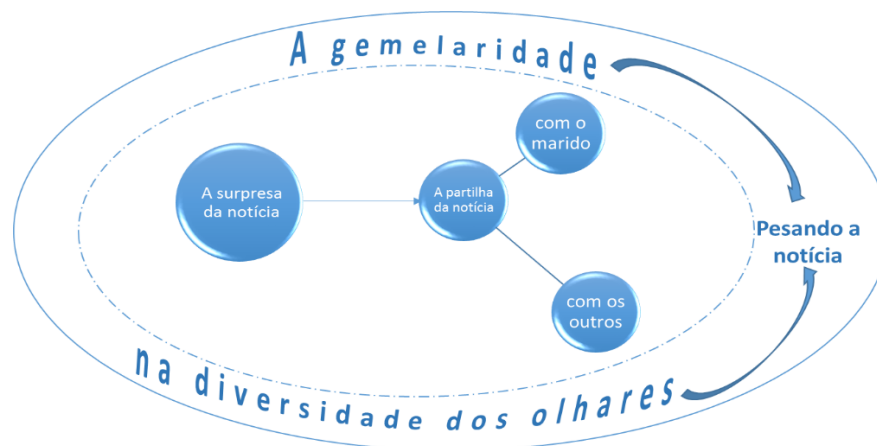 A gemelaridade
com o
marido
A surpresa
da notícia
A partilha
da notícia
Pesando a
notícia
com os
outros
na diversidade dos olhares